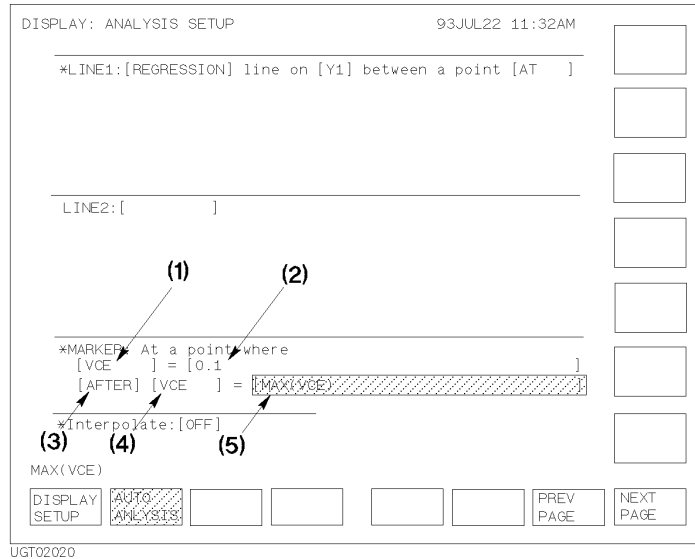 DISPLAY: ANALYSIS SETUP 93JUL22 11:32AM
*LINE1:[REGRESSION] line on [Y1] between a point [AT ]
LINE2:[ ]
(1) (2)
*MARKER: At a point where
[VCE ] = [0.1 ]
[AFTER] [VCE ] = [MAX(VCE) ]
*Interpolate:[OFF]
(3) (4) (5)
MAX(VCE)
DISPLAY SETUP
AUTO ANLYSIS
PREV PAGE
NEXT PAGE
UGT02020